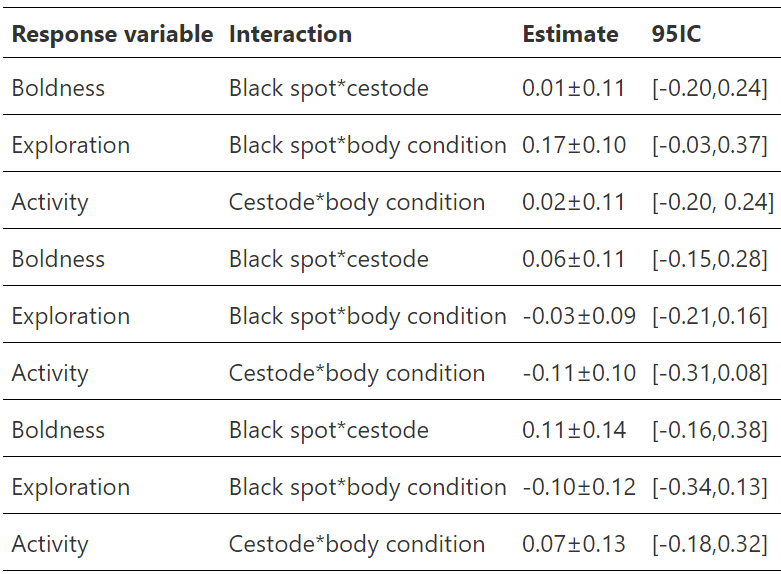 Response variable Interaction Estimate 95IC
Boldness Black spot*cestode 0.01±0.11 [-0.20,0.24]
Exploration Black spot*body condition 0.17±0.10 [-0.03,0.37]
Activity Cestode*body condition 0.02±0.11 [-0.20, 0.24]
Boldness Black spot*cestode 0.06±0.11 [-0.15,0.28]
Exploration Black spot*body condition -0.03±0.09 [-0.21,0.16]
Activity Cestode*body condition -0.11±0.10 [-0.31,0.08]
Boldness Black spot*cestode 0.11±0.14 [-0.16,0.38]
Exploration Black spot*body condition -0.10±0.12 [-0.34,0.13]
Activity Cestode*body condition 0.07±0.13 [-0.18,0.32]